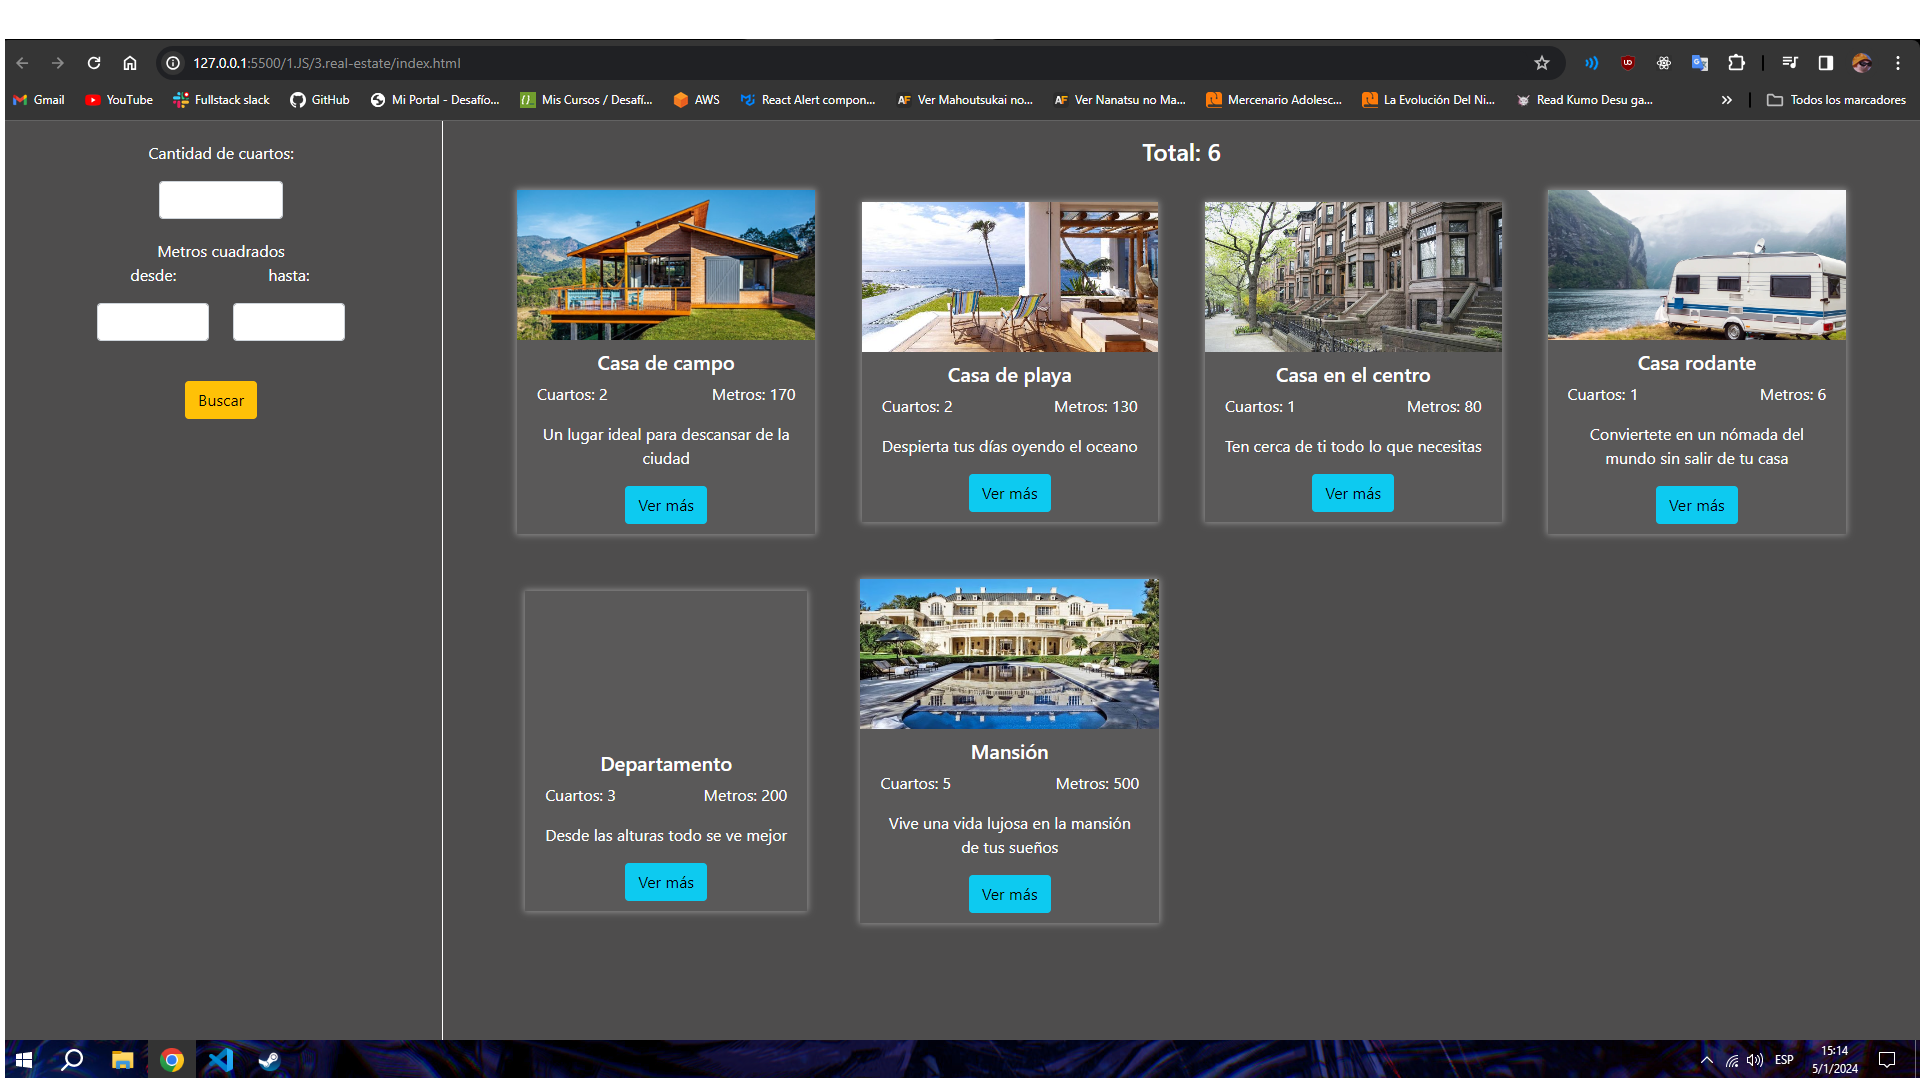 127.0.0.1:5500/1.JS/3.real-estate/index.html
Gmail
YouTube
Fullstack slack
GitHub
Mi Portal - Desafío...
Mis Cursos / Desafí...
AWS
React Alert compon...
Ver Mahoutsukai no...
Ver Nanatsu no Ma...
Mercenario Adolesc...
La Evolución Del Ni...
Read Kumo Desu ga...
Todos los marcadores
Cantidad de cuartos:
Metros cuadrados
desde:
hasta:
Buscar
Total: 6
Casa de campo
Cuartos: 2
Metros: 170
Un lugar ideal para descansar de la
ciudad
Ver más
Casa de playa
Cuartos: 2
Metros: 130
Despierta tus días oyendo el oceano
Ver más
Casa en el centro
Cuartos: 1
Metros: 80
Ten cerca de ti todo lo que necesitas
Ver más
Casa rodante
Cuartos: 1
Metros: 6
Conviertete en un nómada del
mundo sin salir de tu casa
Ver más
Departamento
Cuartos: 3
Metros: 200
Desde las alturas todo se ve mejor
Ver más
Mansión
Cuartos: 5
Metros: 500
Vive una vida lujosa en la mansión
de tus sueños
Ver más
ESP
15:14
5/1/2024